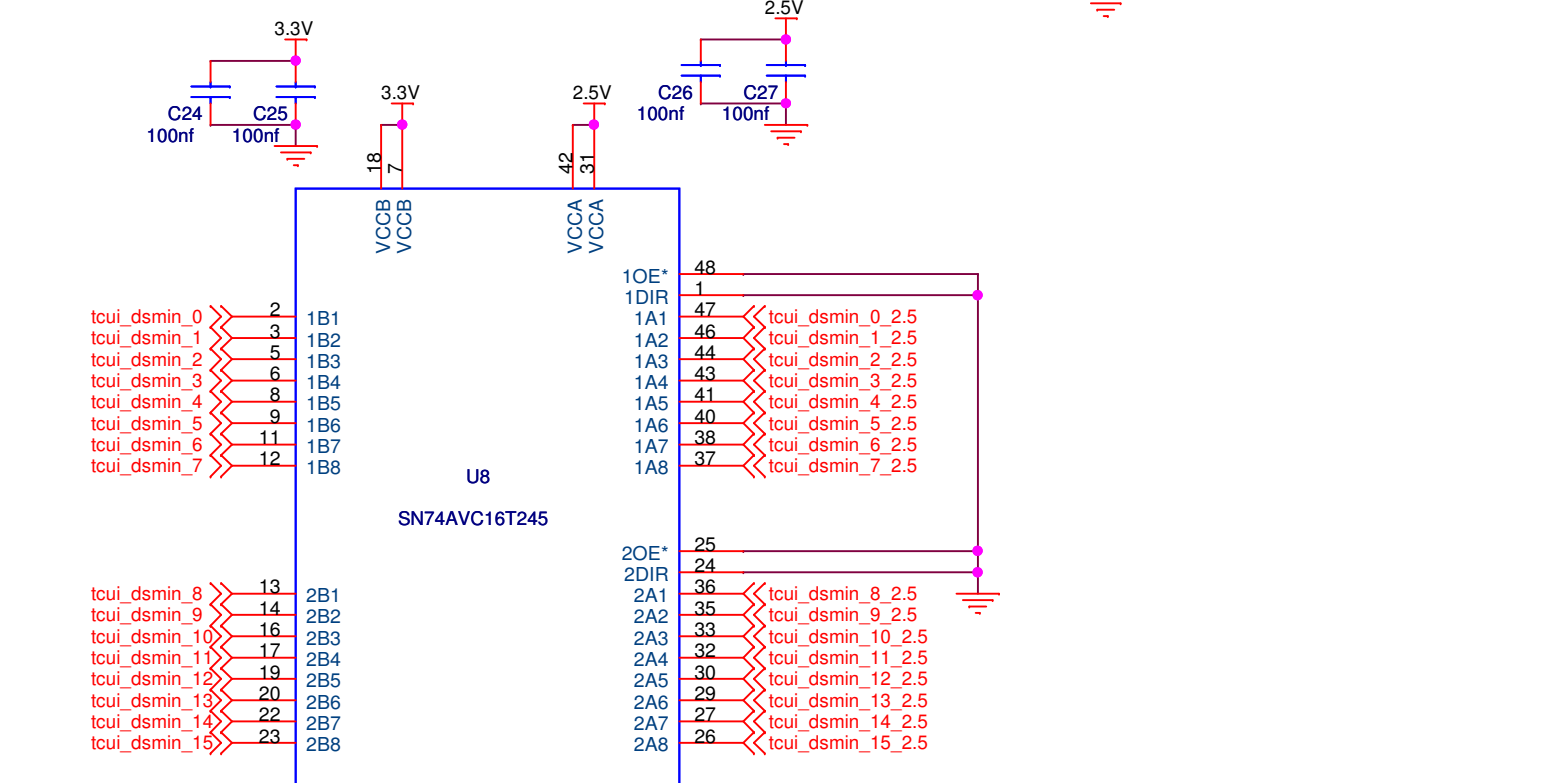 2.5V
3.3V
C26 C27
100nf 100nf
3.3V 2.5V
C24 C25
100nf 100nf
18 7 42 31
VCCB VCCB VCCA VCCA
1OE* 48
1DIR 1
tcui_dsmin_0 2 1B1 1A1 47 tcui_dsmin_0_2.5
tcui_dsmin_1 3 1B2 1A2 46 tcui_dsmin_1_2.5
tcui_dsmin_2 5 1B3 1A3 44 tcui_dsmin_2_2.5
tcui_dsmin_3 6 1B4 1A4 43 tcui_dsmin_3_2.5
tcui_dsmin_4 8 1B5 1A5 41 tcui_dsmin_4_2.5
tcui_dsmin_5 9 1B6 1A6 40 tcui_dsmin_5_2.5
tcui_dsmin_6 11 1B7 1A7 38 tcui_dsmin_6_2.5
tcui_dsmin_7 12 1B8 1A8 37 tcui_dsmin_7_2.5
U8
SN74AVC16T245
2OE* 25
2DIR 24
tcui_dsmin_8 13 2B1 2A1 36 tcui_dsmin_8_2.5
tcui_dsmin_9 14 2B2 2A2 35 tcui_dsmin_9_2.5
tcui_dsmin_10 16 2B3 2A3 33 tcui_dsmin_10_2.5
tcui_dsmin_11 17 2B4 2A4 32 tcui_dsmin_11_2.5
tcui_dsmin_12 19 2B5 2A5 30 tcui_dsmin_12_2.5
tcui_dsmin_13 20 2B6 2A6 29 tcui_dsmin_13_2.5
tcui_dsmin_14 22 2B7 2A7 27 tcui_dsmin_14_2.5
tcui_dsmin_15 23 2B8 2A8 26 tcui_dsmin_15_2.5